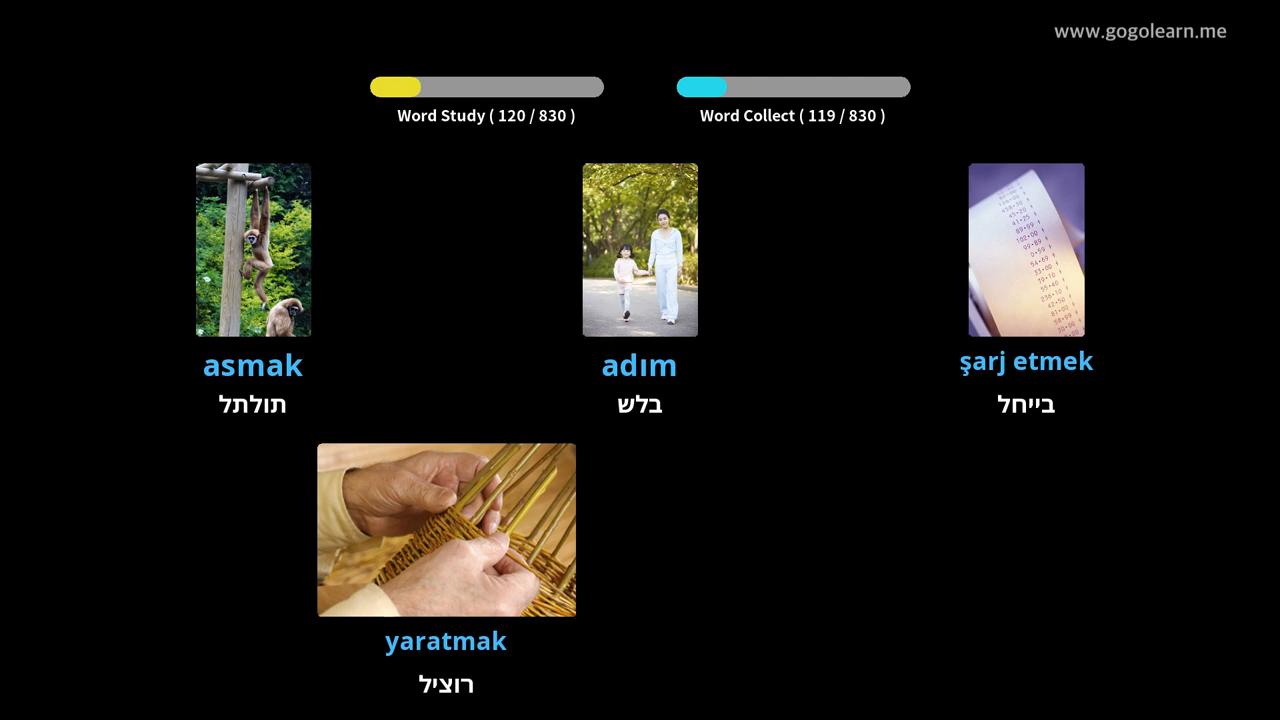 www.gogolearn.me
Word Study ( 120 / 830 )
Word Collect ( 119 / 830 )
asmak
תולתל
adım
בלש
şarj etmek
בייחל
yaratmak
רוציל